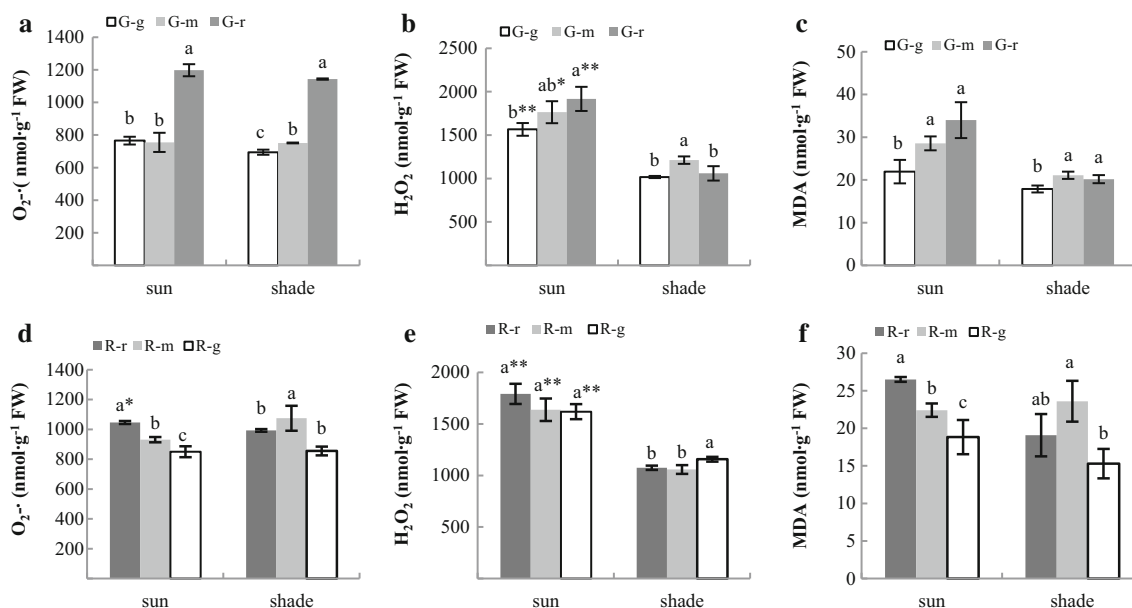 a
G-g G-m G-r
O₂-·( nmol·g⁻¹ FW)
1400
1200
1000
800
600
400
200
b b a
c b a
sun shade
b
G-g G-m G-r
H₂O₂ (nmol·g⁻¹ FW)
2500
2000
1500
1000
500
b** ab* a**
b a b
sun shade
c
G-g G-m G-r
MDA (nmol·g⁻¹ FW)
50
40
30
20
10
0
b a a
b a a
sun shade
d
R-r R-m R-g
O₂-· (nmol·g⁻¹ FW)
1400
1200
1000
800
600
400
200
a* b c
b a b
sun shade
e
R-r R-m R-g
H₂O₂ (nmol·g⁻¹ FW)
2000
1500
1000
500
a** a** a**
b b a
sun shade
f
R-r R-m R-g
MDA (nmol·g⁻¹ FW)
30
25
20
15
10
5
0
a b c
ab a b
sun shade